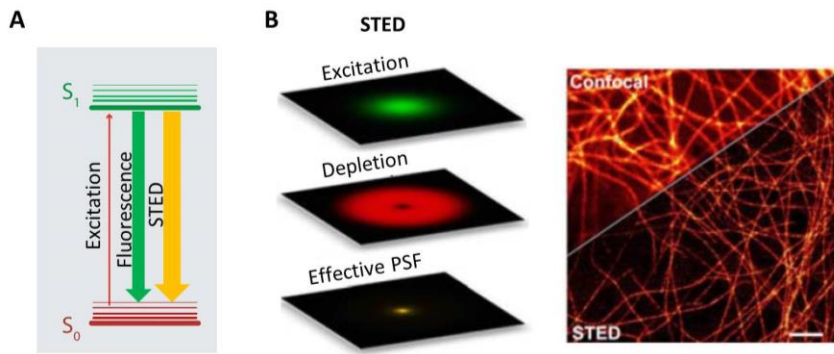 A
S1
S0
Excitation
Fluorescence
STED
B
STED
Excitation
Depletion
Effective PSF
Confocal
STED